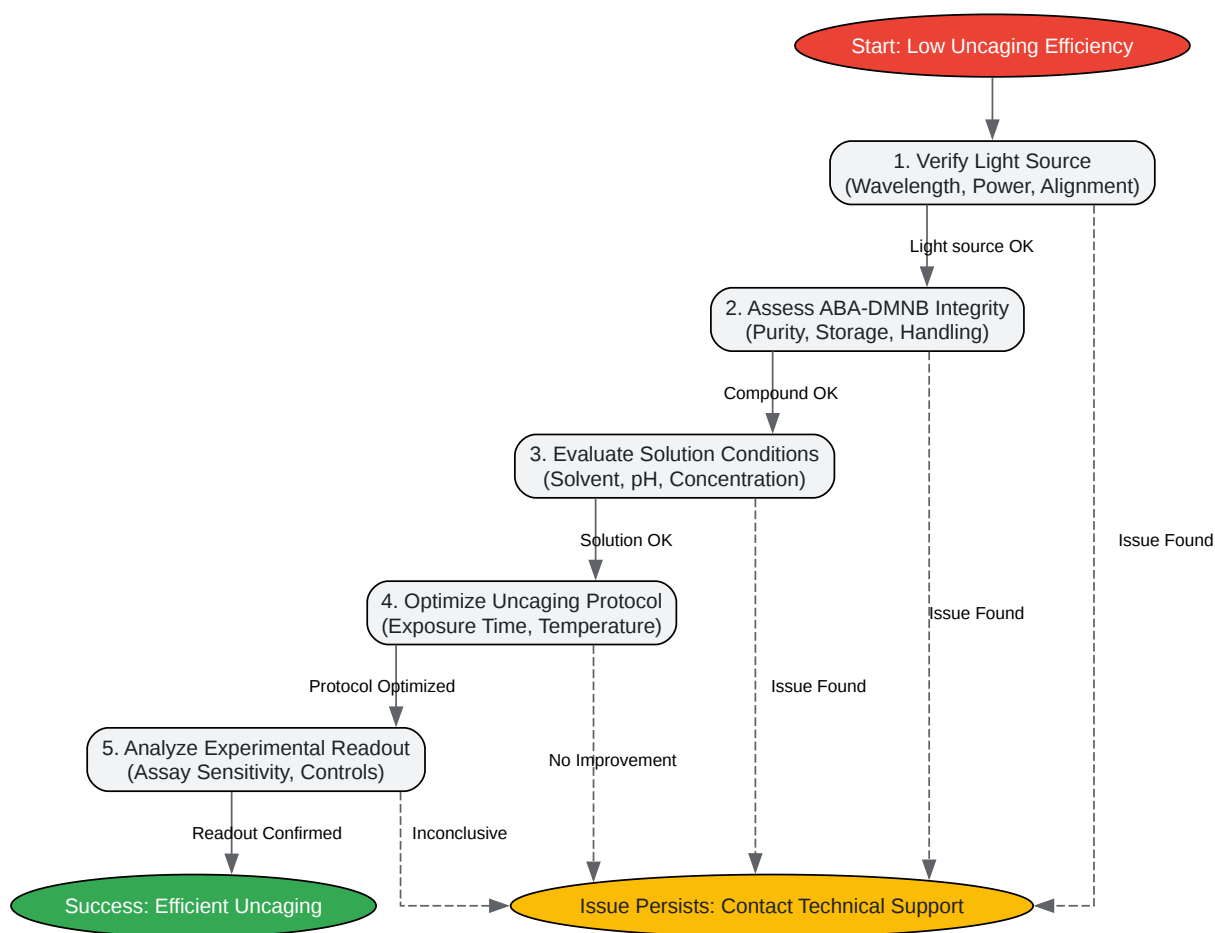 Start: Low Uncaging Efficiency
1. Verify Light Source
(Wavelength, Power, Alignment)
Light source OK
2. Assess ABA-DMNB Integrity
(Purity, Storage, Handling)
Compound OK
3. Evaluate Solution Conditions
(Solvent, pH, Concentration)
Solution OK
Issue Found
4. Optimize Uncaging Protocol
(Exposure Time, Temperature)
Issue Found
Protocol Optimized
Issue Found
5. Analyze Experimental Readout
(Assay Sensitivity, Controls)
No Improvement
Readout Confirmed
Inconclusive
Success: Efficient Uncaging
Issue Persists: Contact Technical Support